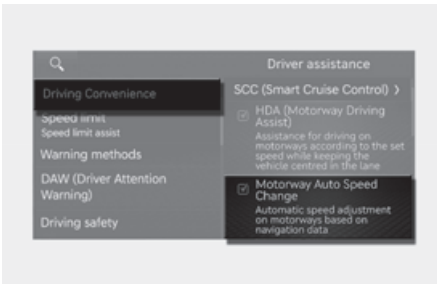 Driver assistance
Driving Convenience
Speed limit
Speed limit assist
Warning methods
DAW (Driver Attention
Warning)
Driving safety
SCC (Smart Cruise Control) >
HDA (Motorway Driving
Assist)
Assistance for driving on
motorways according to the set
speed while keeping the
vehicle centred in the lane
Motorway Auto Speed
Change
Automatic speed adjustment
on motorways based on
navigation data